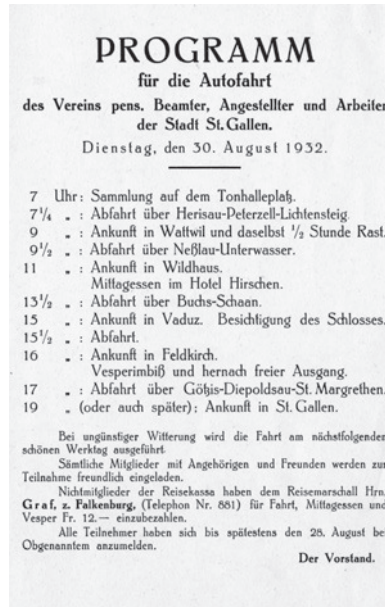 PROGRAMM
für die Autofahrt
des Vereins pens. Beamter, Angestellter und Arbeiter
der Stadt St. Gallen.
Dienstag, den 30. August 1932.
7 Uhr: Sammlung auf dem Tonhalleplatz.
7¼ „ : Abfahrt über Herisau-Peterzell-Lichtensteig.
9 „ : Ankunft in Wattwil und daselbst ½ Stunde Rast.
9½ „ : Abfahrt über Neßlau-Unterwasser.
11 „ : Ankunft in Wildhaus.
Mittagessen im Hotel Hirschen.
13½ „ : Abfahrt über Buchs-Schaan.
15 „ : Ankunft in Vaduz. Besichtigung des Schlosses.
15½ „ : Abfahrt.
16 „ : Ankunft in Feldkirch.
Vesperimbiß und hernach freier Ausgang.
17 „ : Abfahrt über Götzis-Diepoldsau-St. Margrethen.
19 „ (oder auch später); Ankunft in St. Gallen.
Bei ungünstiger Witterung wird die Fahrt am nächstfolgenden
schönen Werktag ausgeführt.
Sämtliche Mitglieder mit Angehörigen und Freunden werden zur
Teilnahme freundlich eingeladen.
Nichtmitglieder der Reisekassa haben dem Reisemarschall Hrn.
Graf, z. Falkenburg, (Telephon Nr. 881) für Fahrt, Mittagessen und
Vesper Fr. 12.— einzubezahlen.
Alle Teilnehmer haben sich bis spätestens den 28. August bei
Obgenanntem anzumelden.
Der Vorstand.